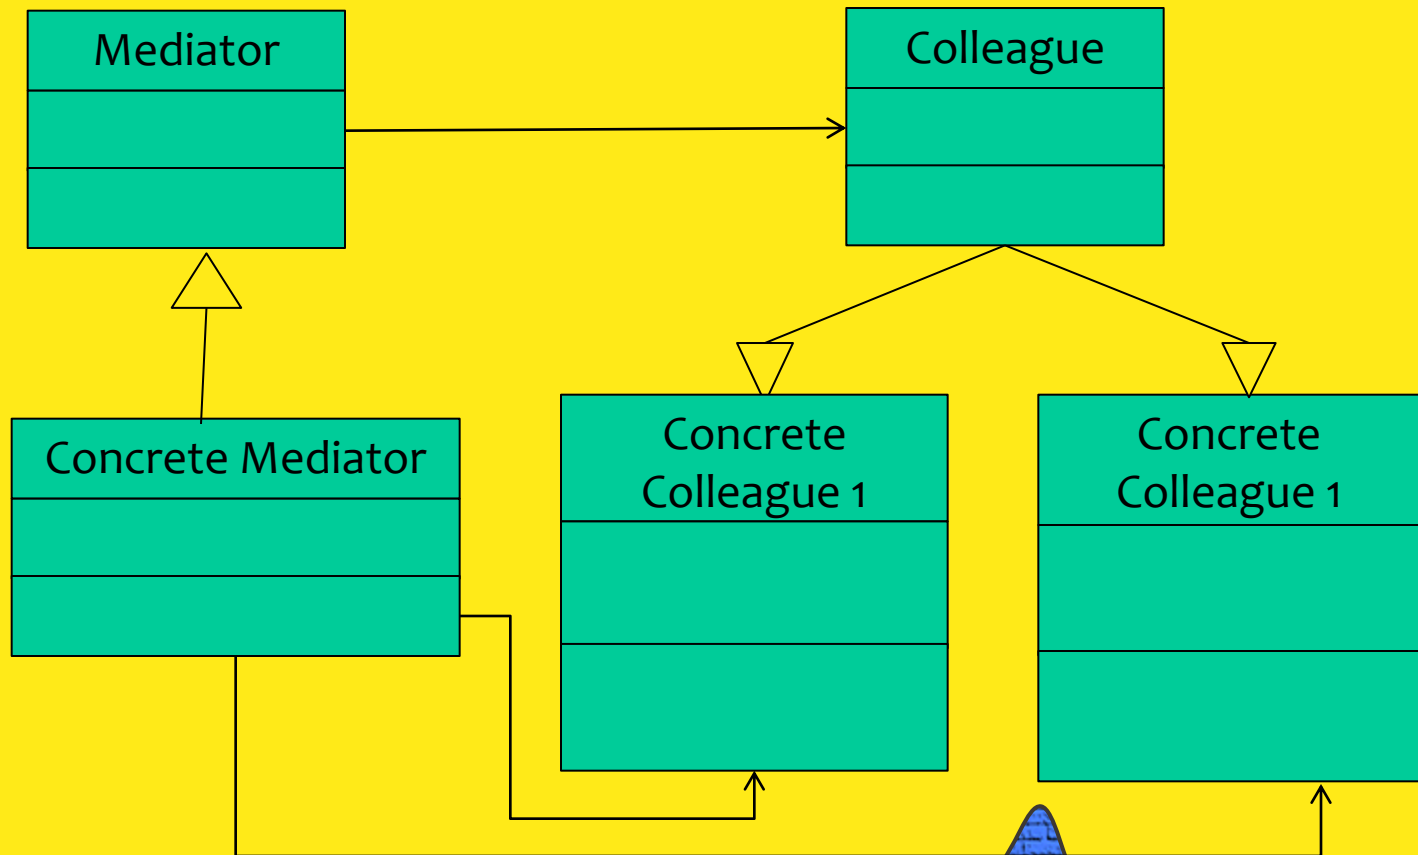 Mediator
Colleague
Concrete Mediator
Concrete
Colleague 1
Concrete
Colleague 1